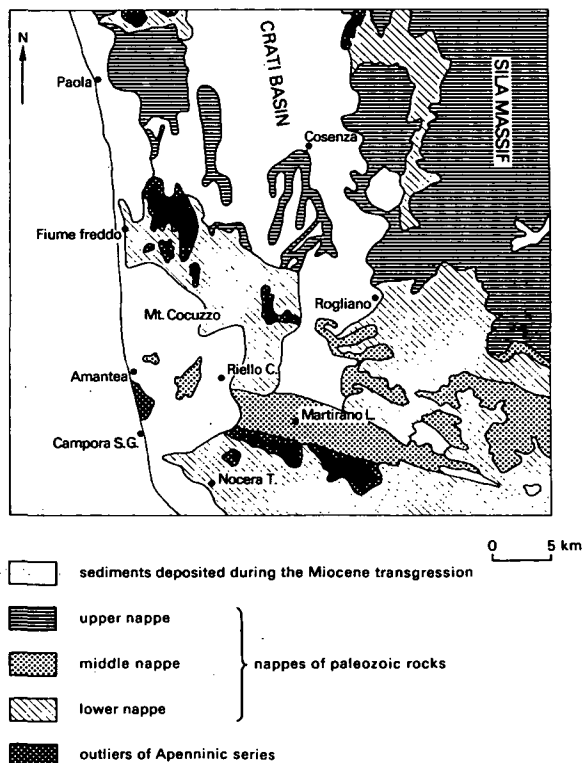 N
Paola
CRATI BASIN
SILA MASSIF
Cosenza
Fiume freddo
Rogliano
Mt. Cocuzzo
Amantea
Riello C.
Martirano L.
Campora S.G.
Nocera T.
0 5 km
sediments deposited during the Miocene transgression
upper nappe
middle nappe
nappes of paleozoic rocks
lower nappe
outliers of Apenninic series